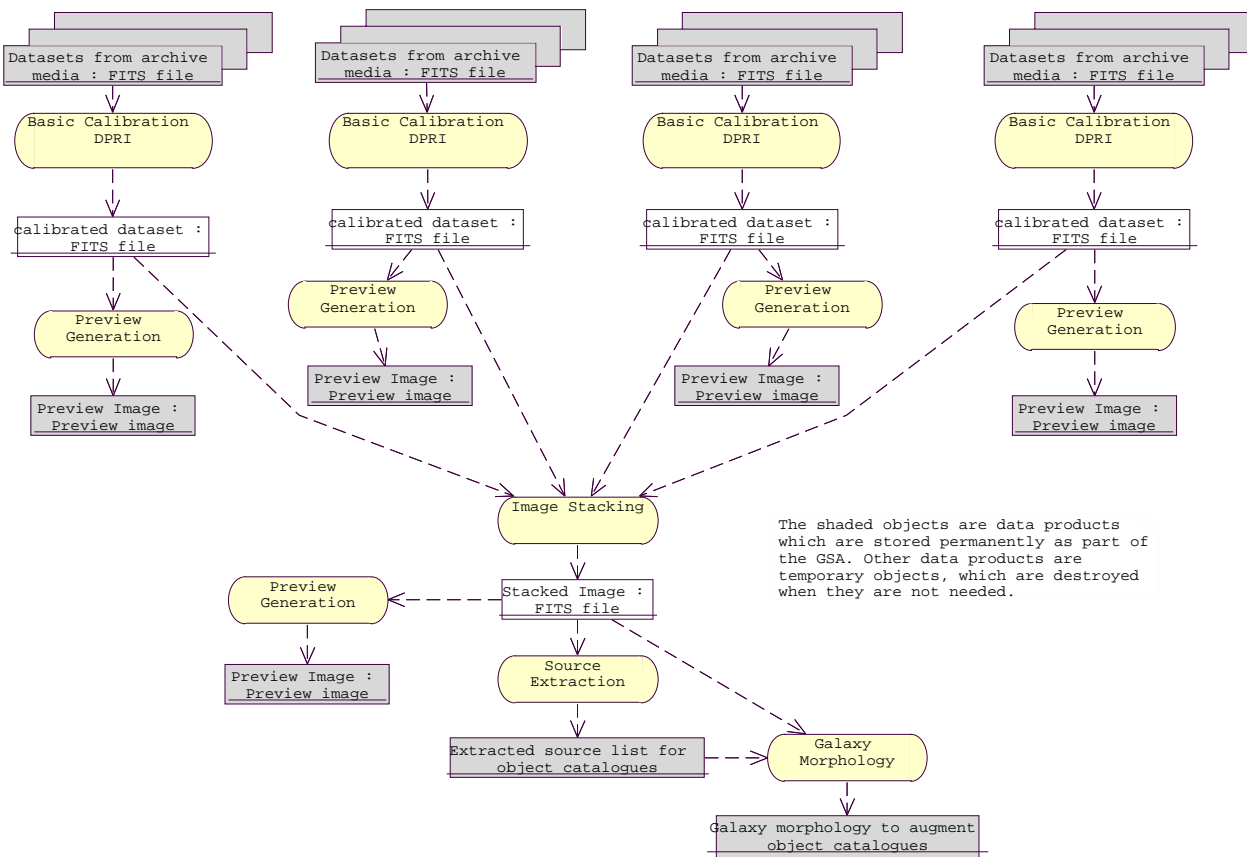 Datasets from archive
media : FITS file
Datasets from archive
media : FITS file
Datasets from archive
media : FITS file
Datasets from archive
media : FITS file
Basic Calibration
DPRI
Basic Calibration
DPRI
Basic Calibration
DPRI
Basic Calibration
DPRI
calibrated dataset :
FITS file
calibrated dataset :
FITS file
calibrated dataset :
FITS file
calibrated dataset :
FITS file
Preview
Generation
Preview
Generation
Preview
Generation
Preview
Generation
Preview Image :
Preview image
Preview Image :
Preview image
Preview Image :
Preview image
Preview Image :
Preview image
Image Stacking
The shaded objects are data products
which are stored permanently as part of
the GSA. Other data products are
temporary objects, which are destroyed
when they are not needed.
Preview
Generation
Stacked Image :
FITS file
Preview Image :
Preview image
Source
Extraction
Extracted source list for
object catalogues
Galaxy
Morphology
Galaxy morphology to augment
object catalogues